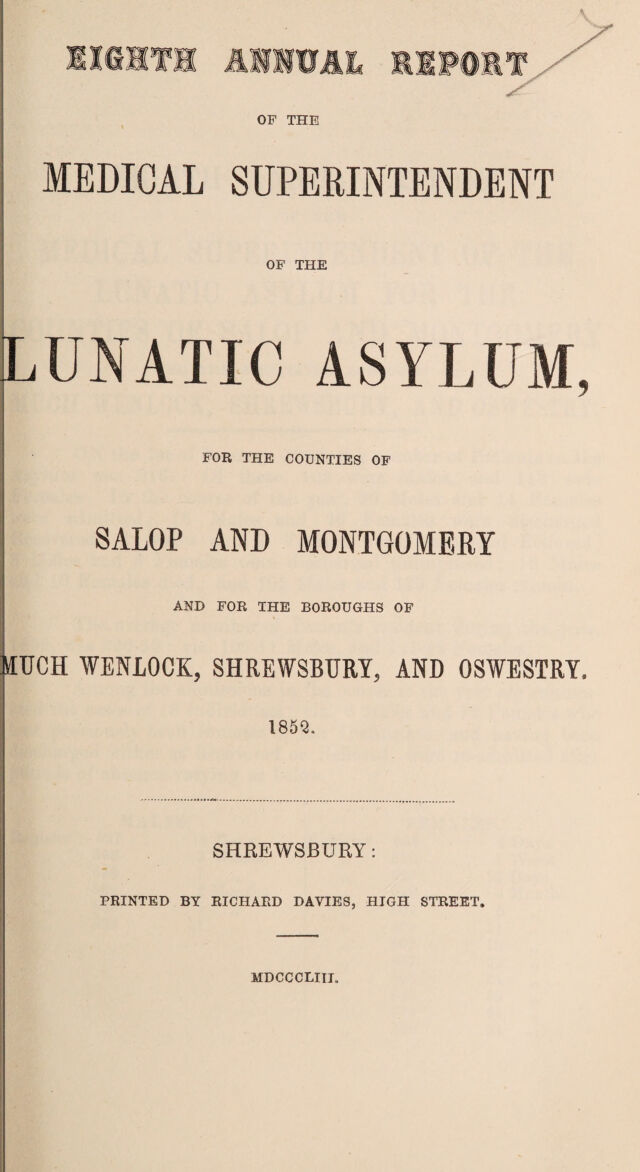 EIGHTH ANNUAL REPORT
OF THE
MEDICAL SUPERINTENDENT
OF THE
LUNATIC ASYLUM,
FOR THE COUNTIES OF
SALOP AND MONTGOMERY
AND FOR THE BOROUGHS OF
MUCH WENLOCK, SHREWSBURY, AND OSWESTRY.
1852.
SHREWSBURY:
PRINTED BY RICHARD DAVIES, HIGH STREET.
MDCCCLIII.